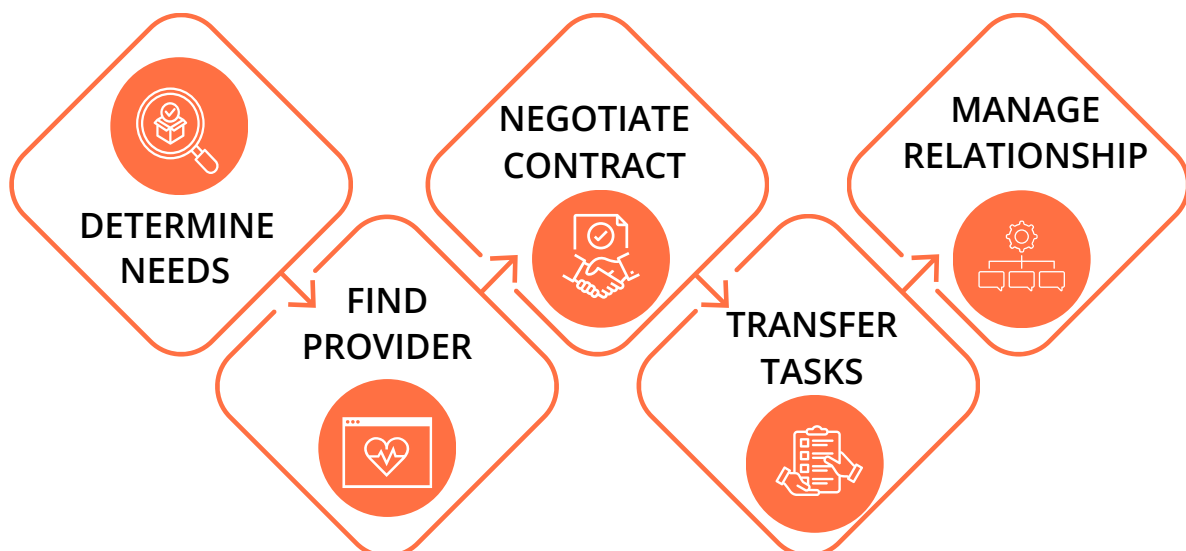 DETERMINE
NEEDS
FIND
PROVIDER
NEGOTIATE
CONTRACT
TRANSFER
TASKS
MANAGE
RELATIONSHIP